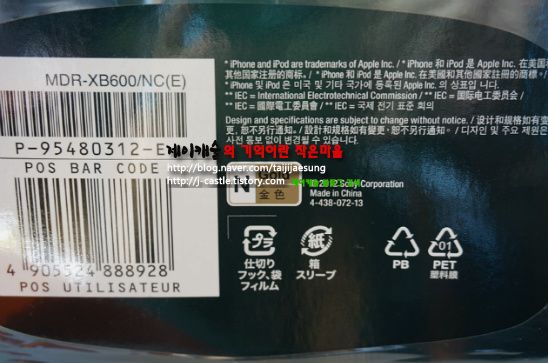 MDR-XB600/NC(E)
P-95480312-E
POS BAR CODE
4 905524 888928
POS UTILISATEUR
* iPhone and iPod are trademarks of Apple Inc. / * iPhone 和 iPod 是 Apple Inc. 在美国和
其他国家注册的商标。/ * iPhone 和 iPod 是 Apple Inc. 在美國和其他國家的註冊商標。
* iPhone 및 iPod 은 미국 및 기타 국가에 등록된 Apple Inc. 의 상표입니다.
** IEC = International Electrotechnical Commission / ** IEC = 国际电工委员会 /
** IEC = 國際電工委員會 / ** IEC = 국제 전기 표준 회의
Design and specifications are subject to change without notice. / 设计和规格如有变
更，恕不另行通知。/ 設計和規格如有變更，恕不另行通知。/ 디자인 및 주요 제원은
사전 통보 없이 변경될 수
의 기억이란 작은마을
http://blog.naver.com/taijijaesung
http://j-castle.tistory.com
N
金色
Sony Corporation
Made in China
4-438-072-13
プラ
仕切り
フック、袋
フィルム
紙
箱
スリーブ
PB
01
PET
塑料膜